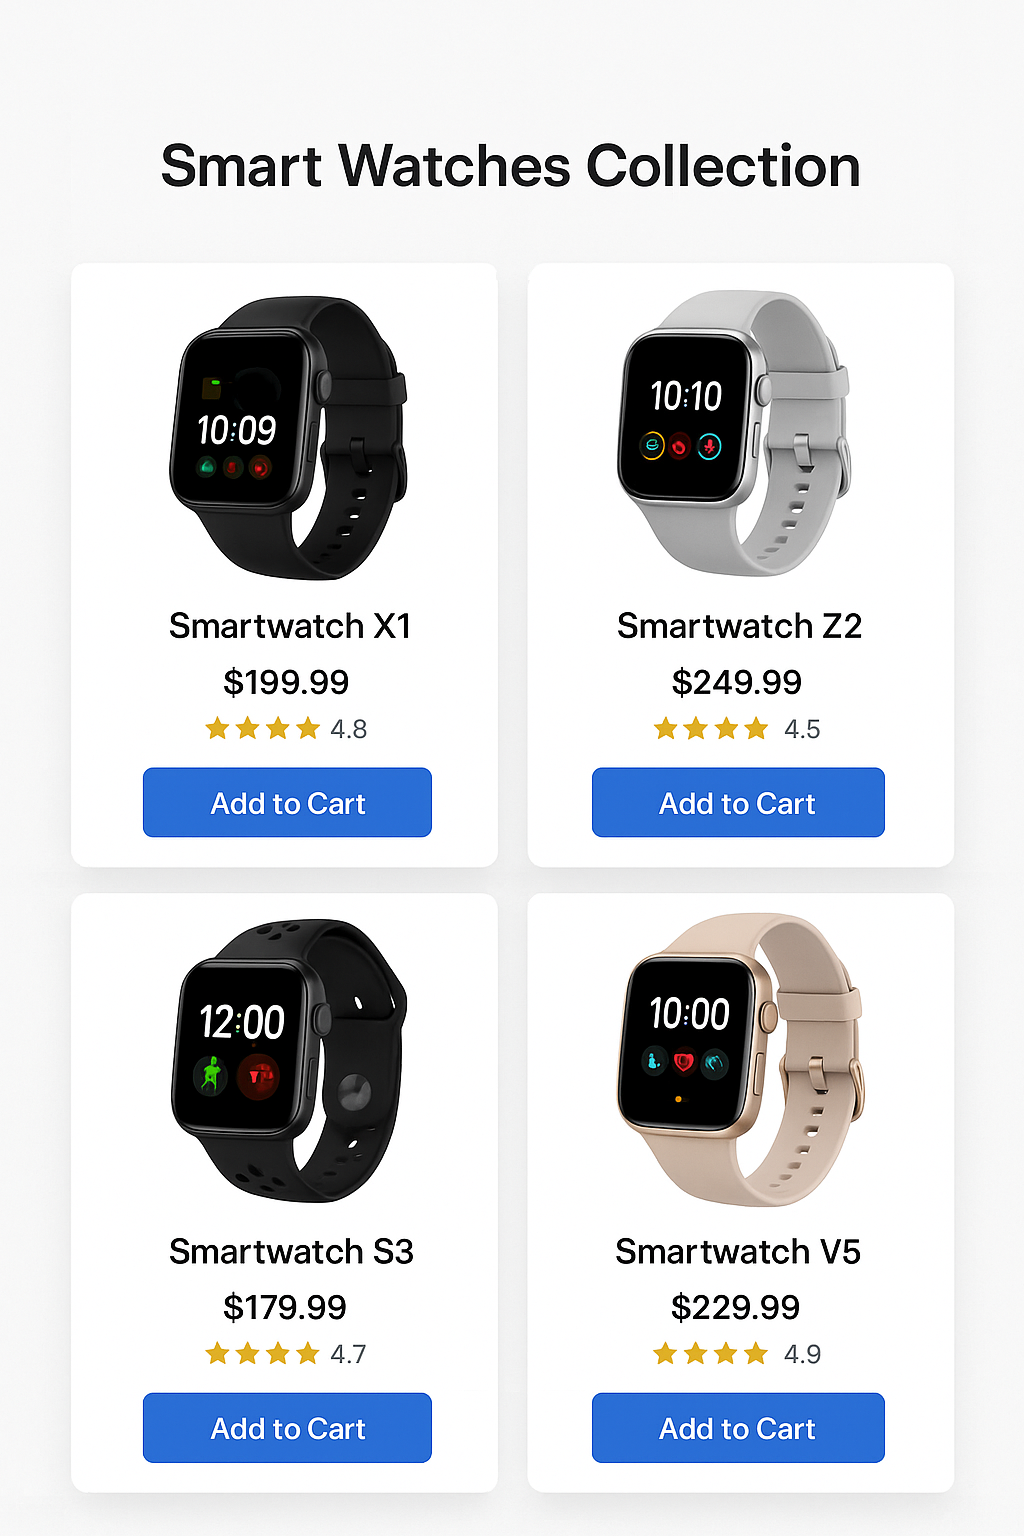 Smart Watches Collection
10:09
Smartwatch X1
$199.99
4.8
Add to Cart
10:10
Smartwatch Z2
$249.99
4.5
Add to Cart
12:00
Smartwatch S3
$179.99
4.7
Add to Cart
10:00
Smartwatch V5
$229.99
4.9
Add to Cart